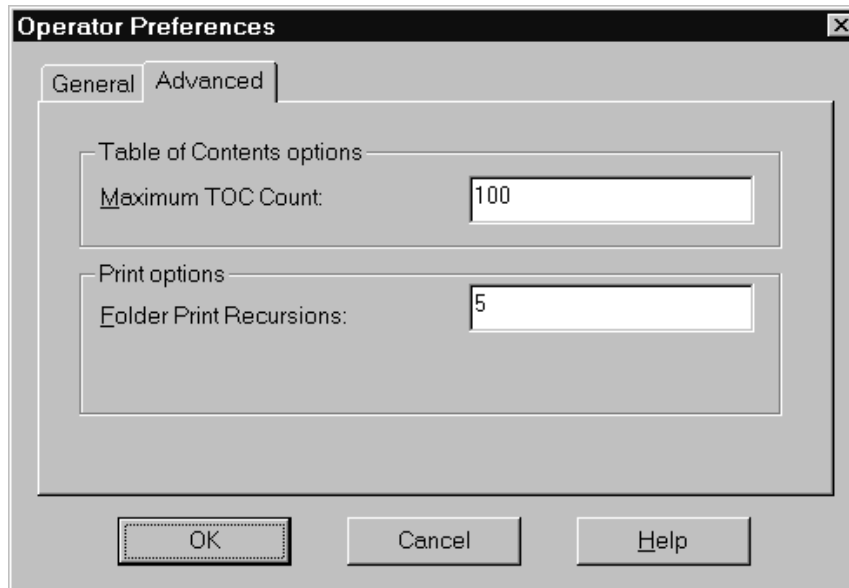 Operator Preferences
General
Advanced
Table of Contents options
Maximum TOC Count:
100
Print options
Folder Print Recursions:
5
OK
Cancel
Help